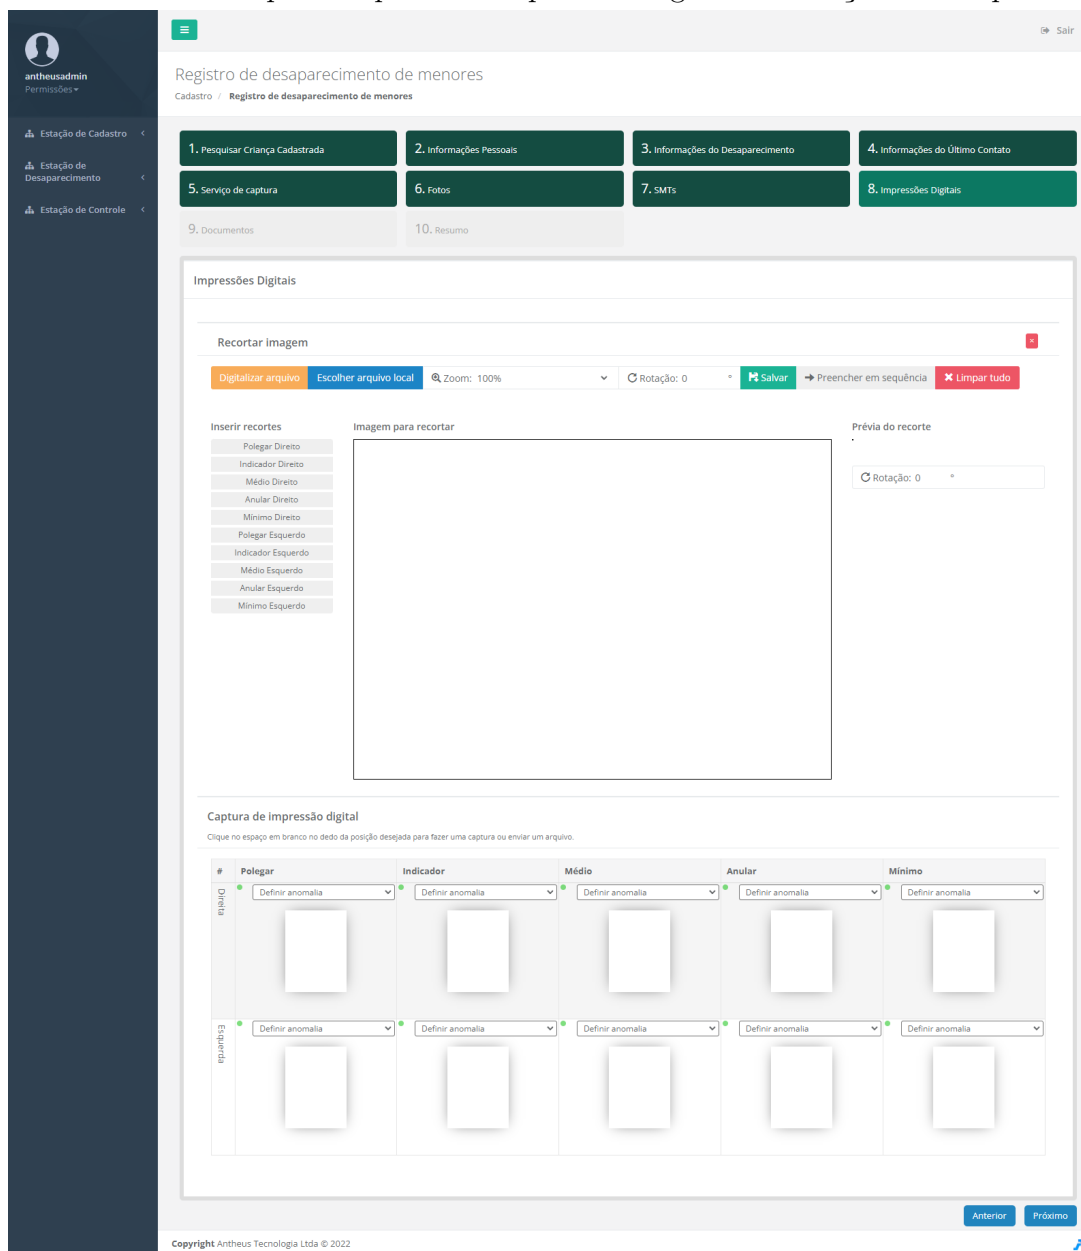 Sair
antheusadmin
Permissões
Registro de desaparecimento de menores
Cadastro / Registro de desaparecimento de menores
Estação de Cadastro
Estação de
Desaparecimento
Estação de Controle
1. Pesquisar Criança Cadastrada
2. Informações Pessoais
3. Informações do Desaparecimento
4. Informações do Último Contato
5. Serviço de captura
6. Fotos
7. SMTs
8. Impressões Digitais
9. Documentos
10. Resumo
Impressões Digitais
Recortar imagem
Digitalizar arquivo
Escolher arquivo local
Zoom: 100%
Rotação: 0 °
Salvar
Preencher em sequência
Limpar tudo
Inserir recortes
Imagem para recortar
Prévia do recorte
Polegar Direito
Indicador Direito
Médio Direito
Anular Direito
Mínimo Direito
Polegar Esquerdo
Indicador Esquerdo
Médio Esquerdo
Anular Esquerdo
Mínimo Esquerdo
Rotação: 0 °
Captura de impressão digital
Clique no espaço em branco no dedo da posição desejada para fazer uma captura ou enviar um arquivo.
# Polegar Indicador Médio Anular Mínimo
Direita
Definir anomalia Definir anomalia Definir anomalia Definir anomalia Definir anomalia
Esquerda
Definir anomalia Definir anomalia Definir anomalia Definir anomalia Definir anomalia
Anterior
Próximo
Copyright Antheus Tecnologia Ltda © 2022